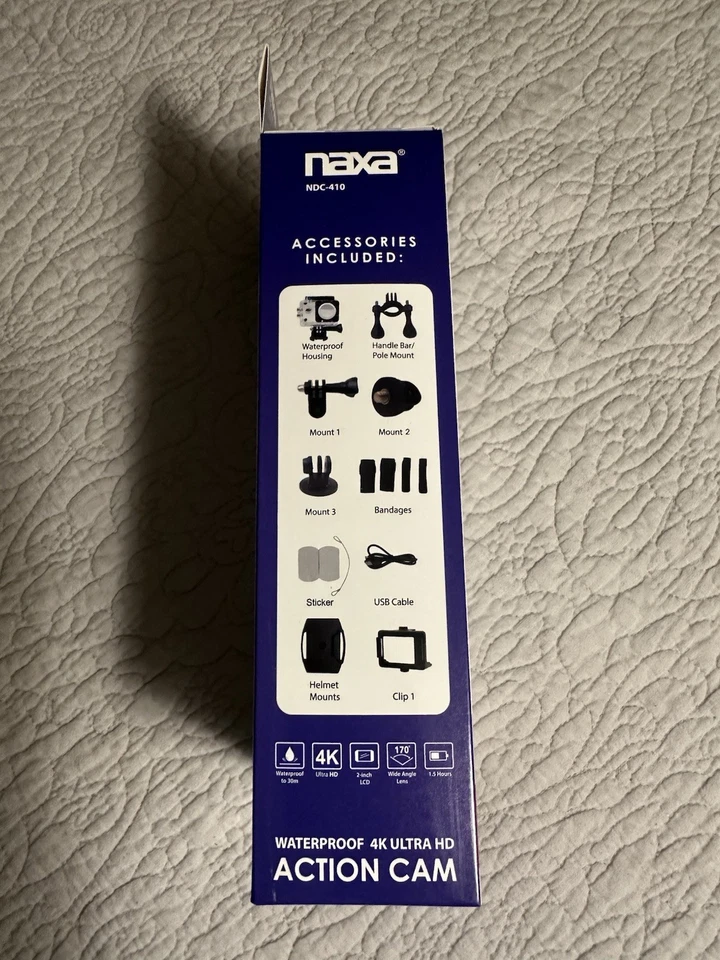 naxa®
NDC-410
ACCESSORIES
INCLUDED:
Waterproof
Housing
Handle Bar/
Pole Mount
Mount 1
Mount 2
Mount 3
Bandages
Sticker
USB Cable
Helmet
Mounts
Clip 1
Waterproof
to 30m
4K
Ultra HD
2-inch
LCD
170°
Wide Angle
Lens
1.5 Hours
WATERPROOF 4K ULTRA HD
ACTION CAM